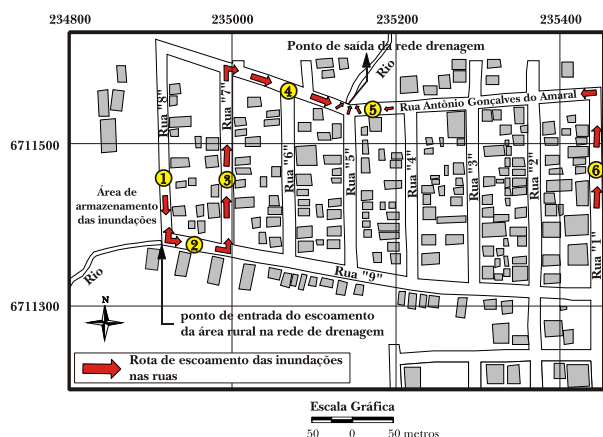 234800
235000
235200
235400
Ponto de saída da rede drenagem
Rio
4
5
Rua Antônio Gonçalves do Amaral
Rua "8"
Rua "7"
Rua "6"
Rua "5"
Rua "4"
Rua "3"
Rua "2"
Rua "1"
6711500
1
3
6
Área de
armazenamento
das inundações
2
Rua "9"
Rio
6711300
N
ponto de entrada do escoamento
da área rural na rede de drenagem
Rota de escoamento das inundações
nas ruas
Escala Gráfica
50 0 50 metros